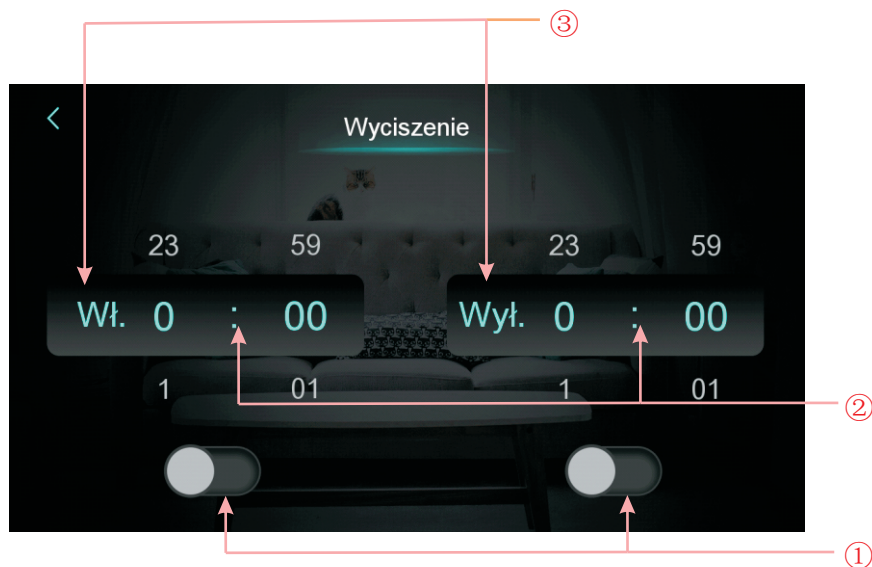 ③
Wyciszenie
23 59 23 59
Wł. 0 : 00 Wył. 0 : 00
1 01 1 01
②
①